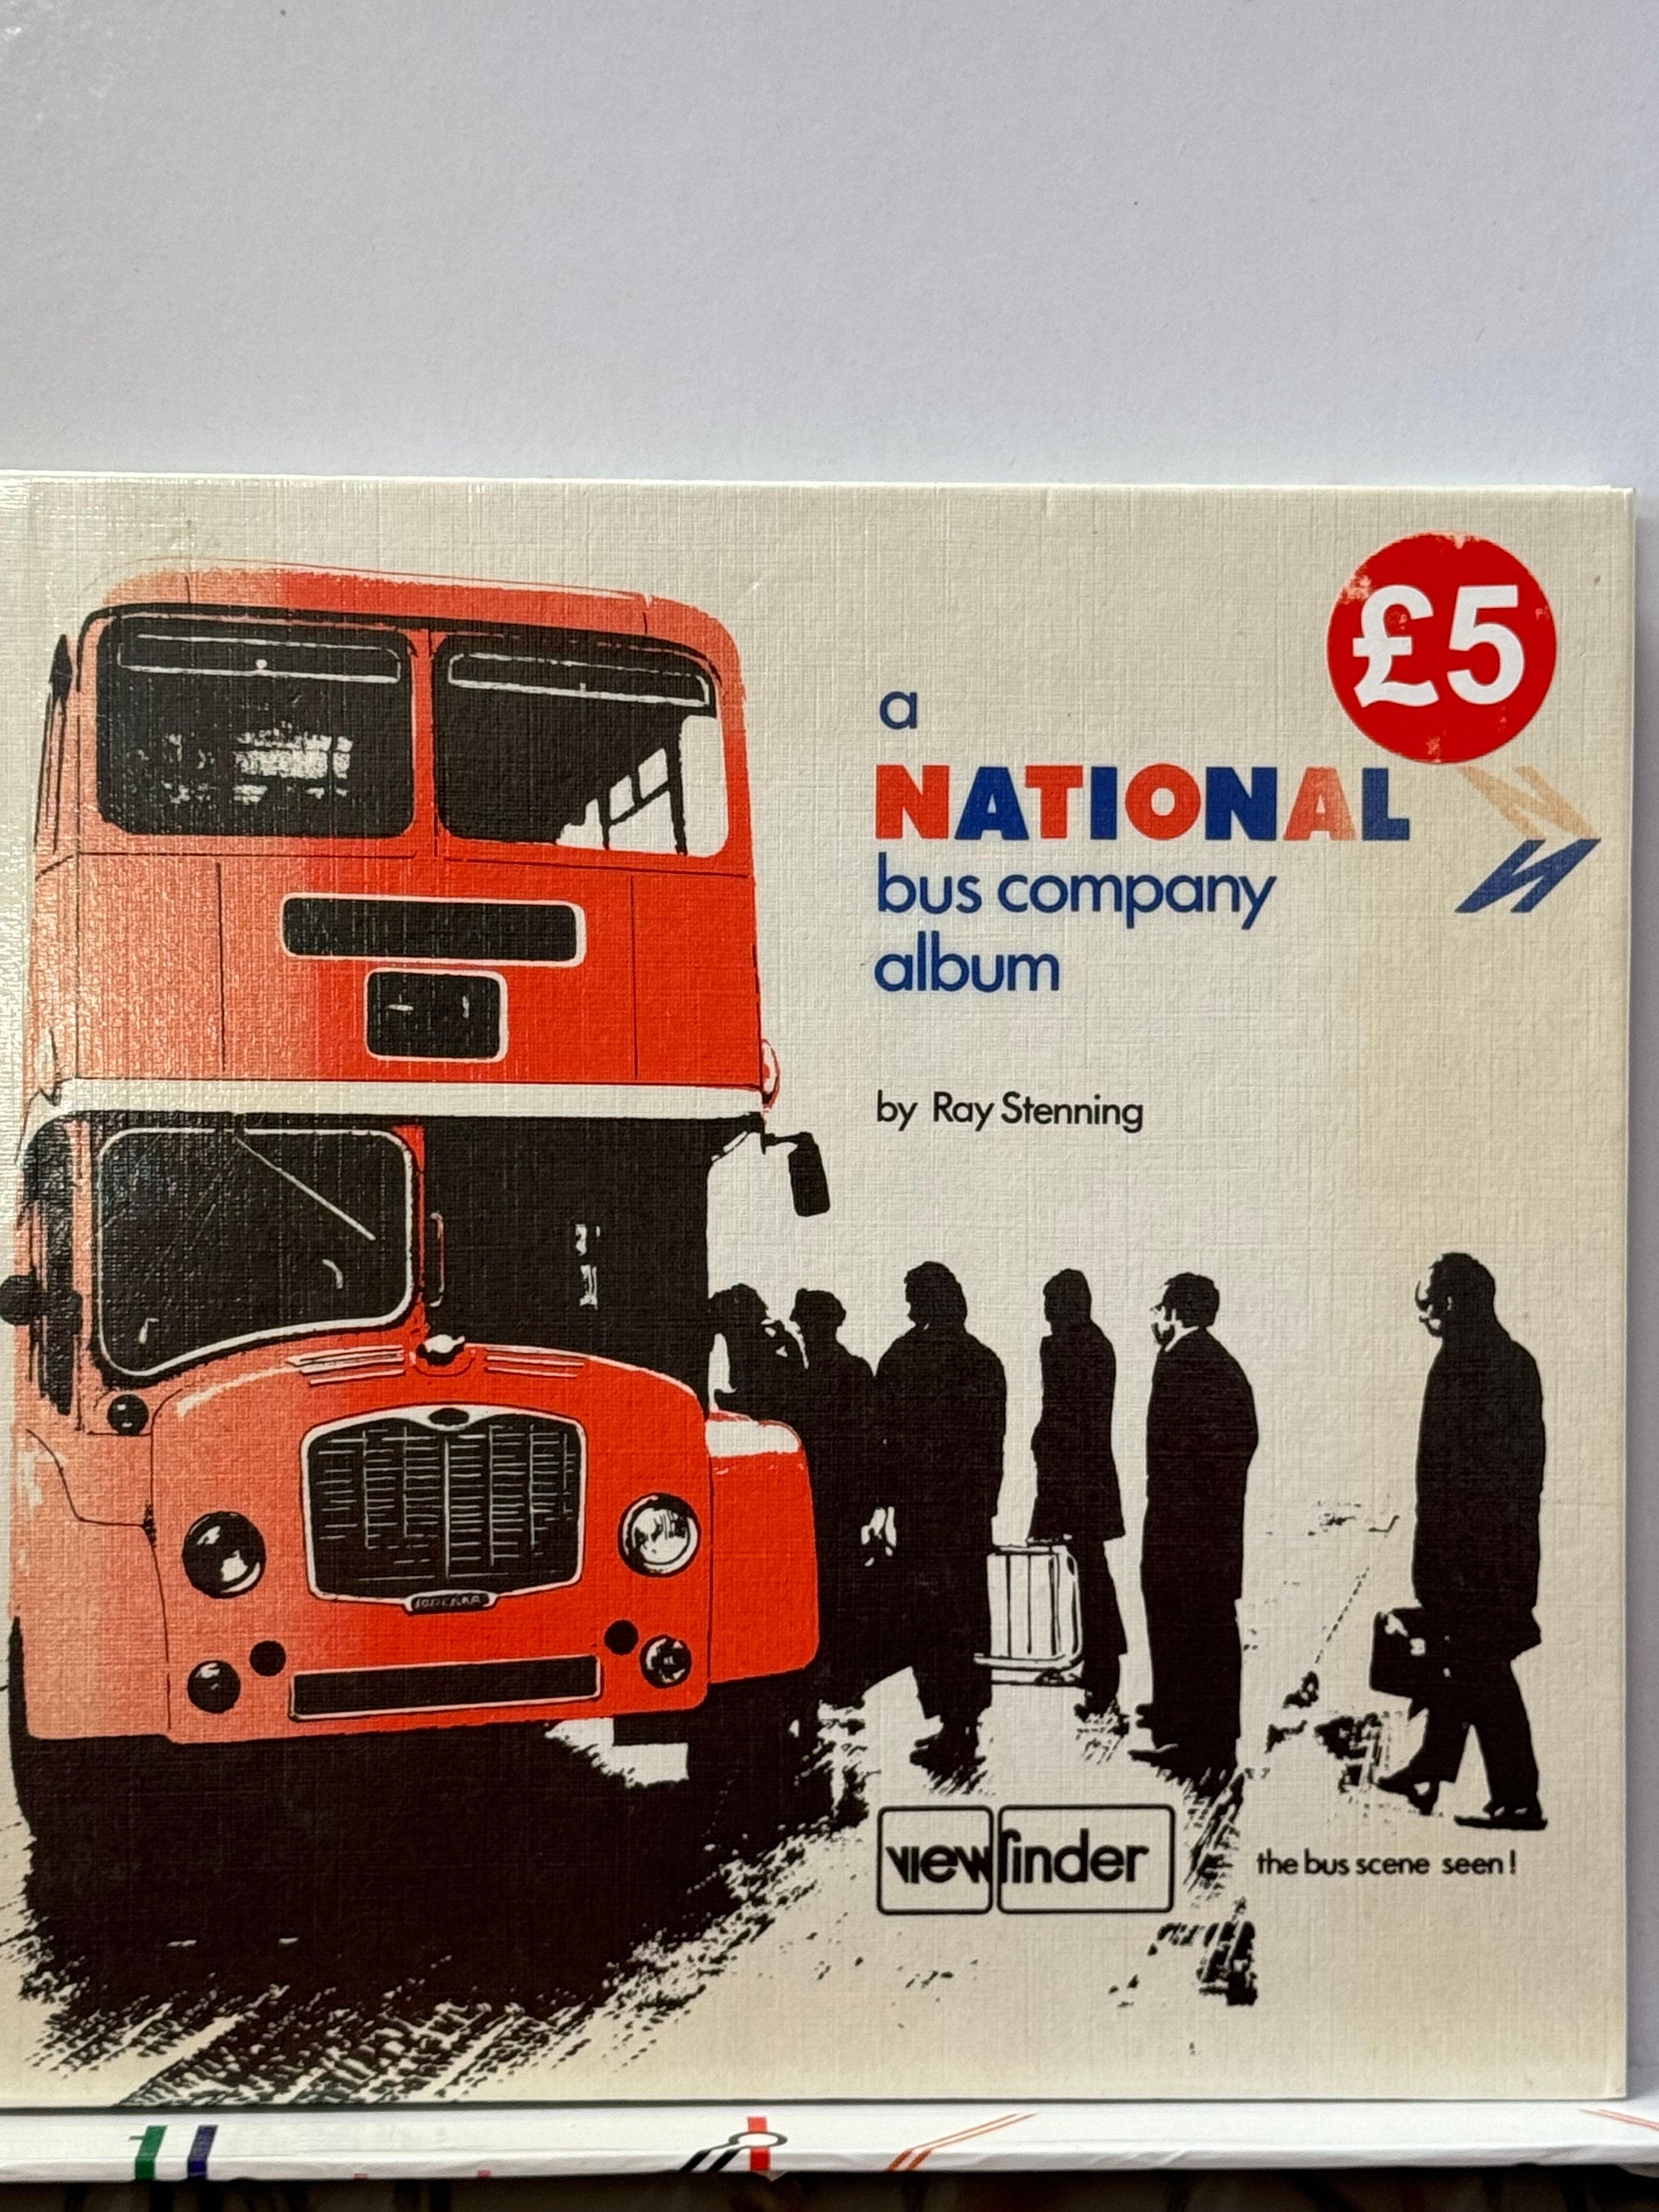 £5
a
NATIONAL
bus company
album
by Ray Stenning
viewfinder
the bus scene seen!